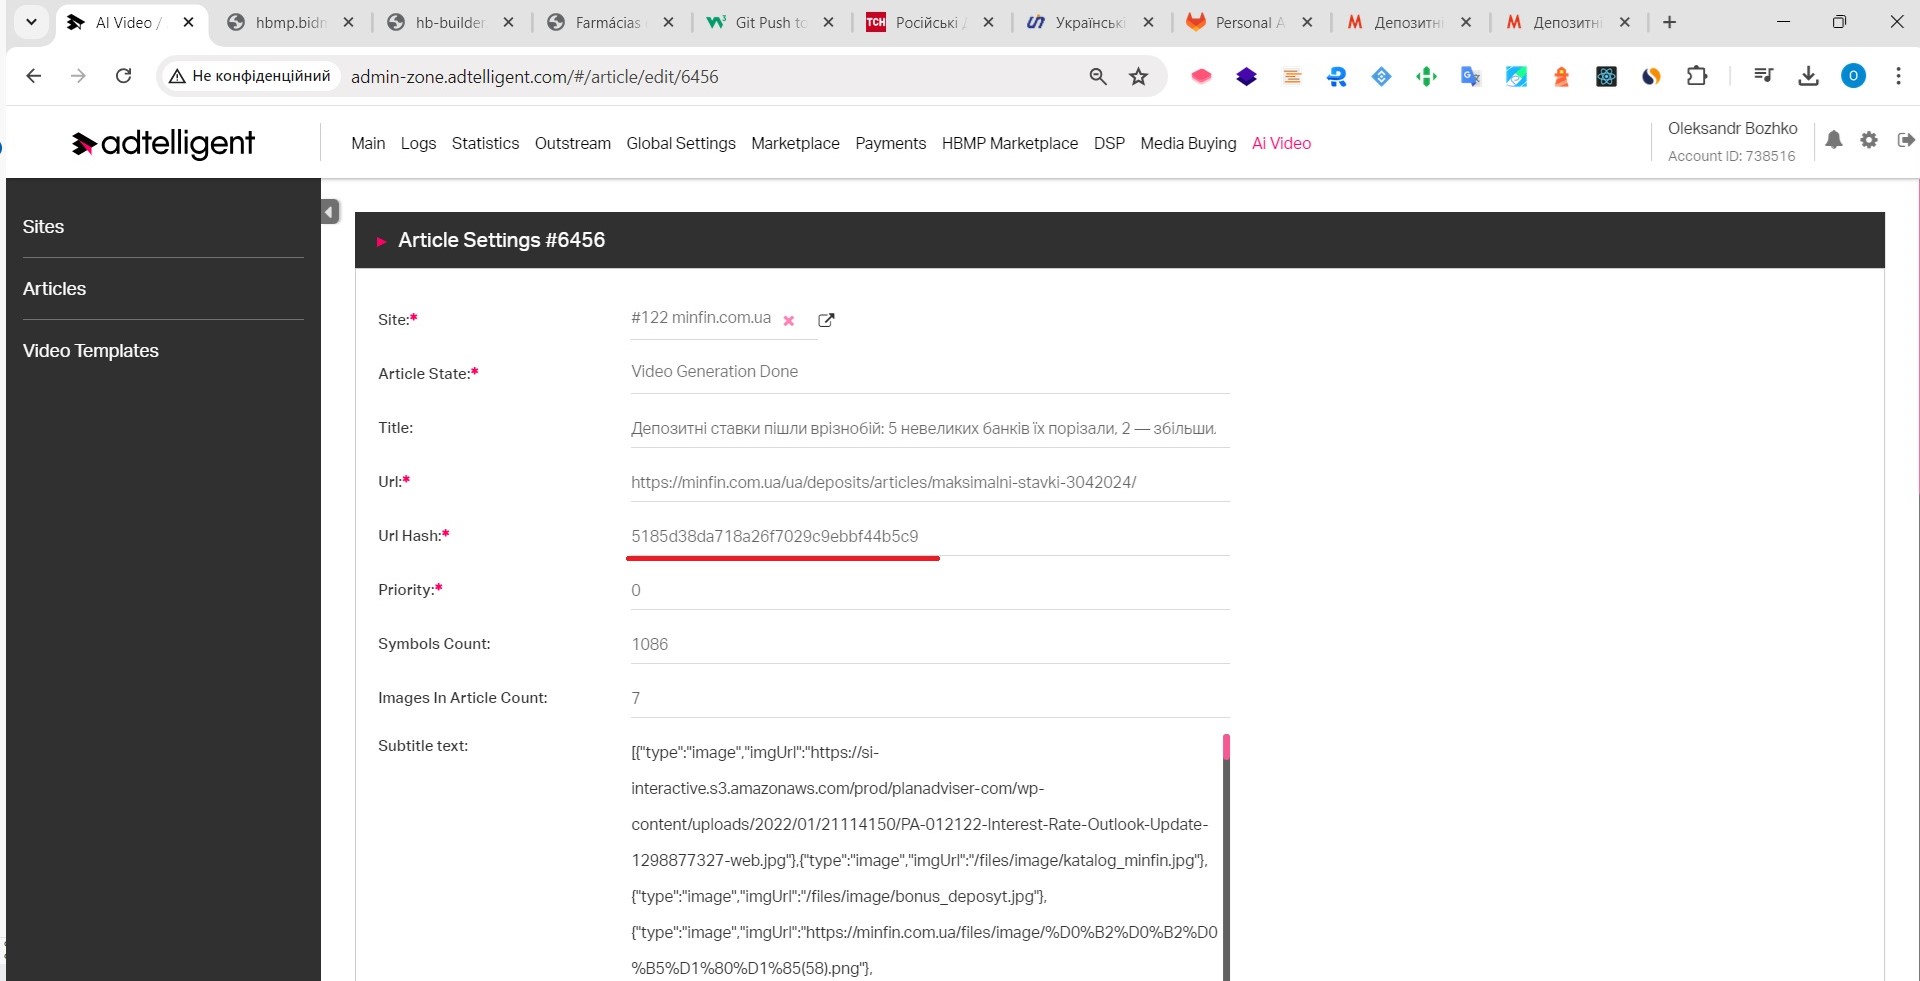 AI Video /
hbmp.bidm
hb-builder.
Farmácias
Git Push to
Російські
Українські
Personal A
Депозитні
Депозитні
Не конфіденційний
admin-zone.adtelligent.com/#/article/edit/6456
adtelligent
Main Logs Statistics Outstream Global Settings Marketplace Payments HBMP Marketplace DSP Media Buying Ai Video
Oleksandr Bozhko
Account ID: 738516
Sites
Articles
Video Templates
Article Settings #6456
Site:* #122 minfin.com.ua
Article State:* Video Generation Done
Title: Депозитні ставки пішли врізнобій: 5 невеликих банків їх порізали, 2 — збільши.
Url:* https://minfin.com.ua/ua/deposits/articles/maksimalni-stavki-3042024/
Url Hash:* 5185d38da718a26f7029c9ebbf44b5c9
Priority:* 0
Symbols Count: 1086
Images In Article Count: 7
Subtitle text: [{"type":"image","imgUrl":"https://si-
interactive.s3.amazonaws.com/prod/planadviser-com/wp-
content/uploads/2022/01/21114150/PA-012122-Interest-Rate-Outlook-Update-
1298877327-web.jpg"},{"type":"image","imgUrl":"/files/image/katalog_minfin.jpg"},
{"type":"image","imgUrl":"/files/image/bonus_deposyt.jpg"},
{"type":"image","imgUrl":"https://minfin.com.ua/files/image/%D0%B2%D0%B2%D0
%B5%D1%80%D1%85(58).png"},